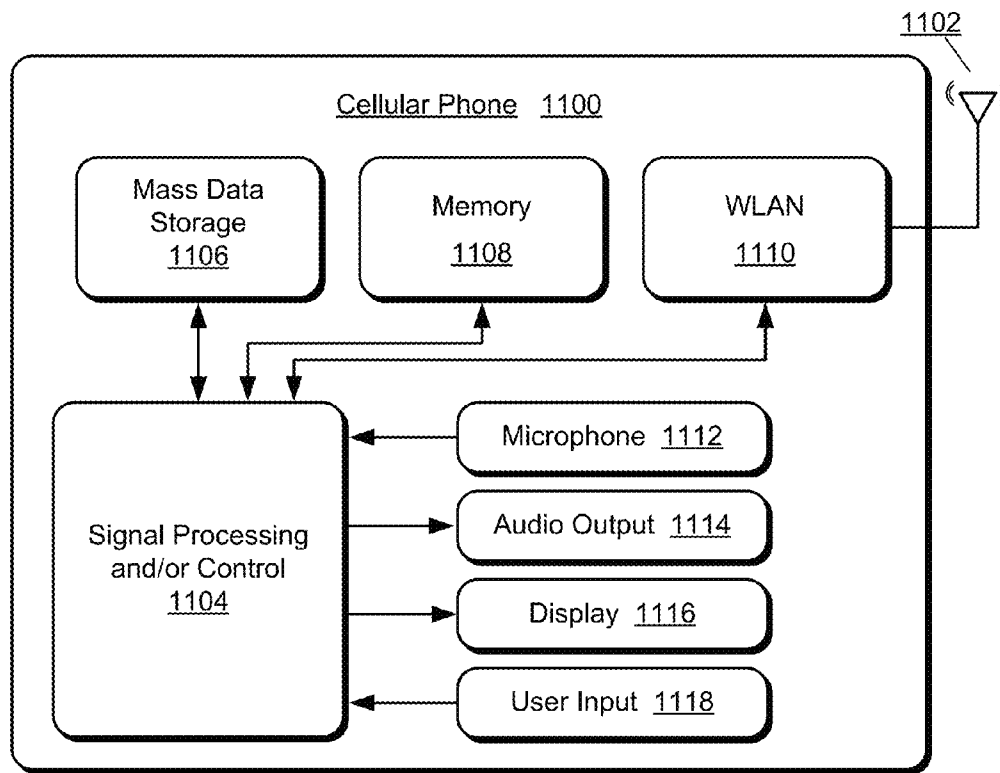 1102
Cellular Phone 1100
Mass Data
Storage
1106
Memory
1108
WLAN
1110
Signal Processing
and/or Control
1104
Microphone 1112
Audio Output 1114
Display 1116
User Input 1118